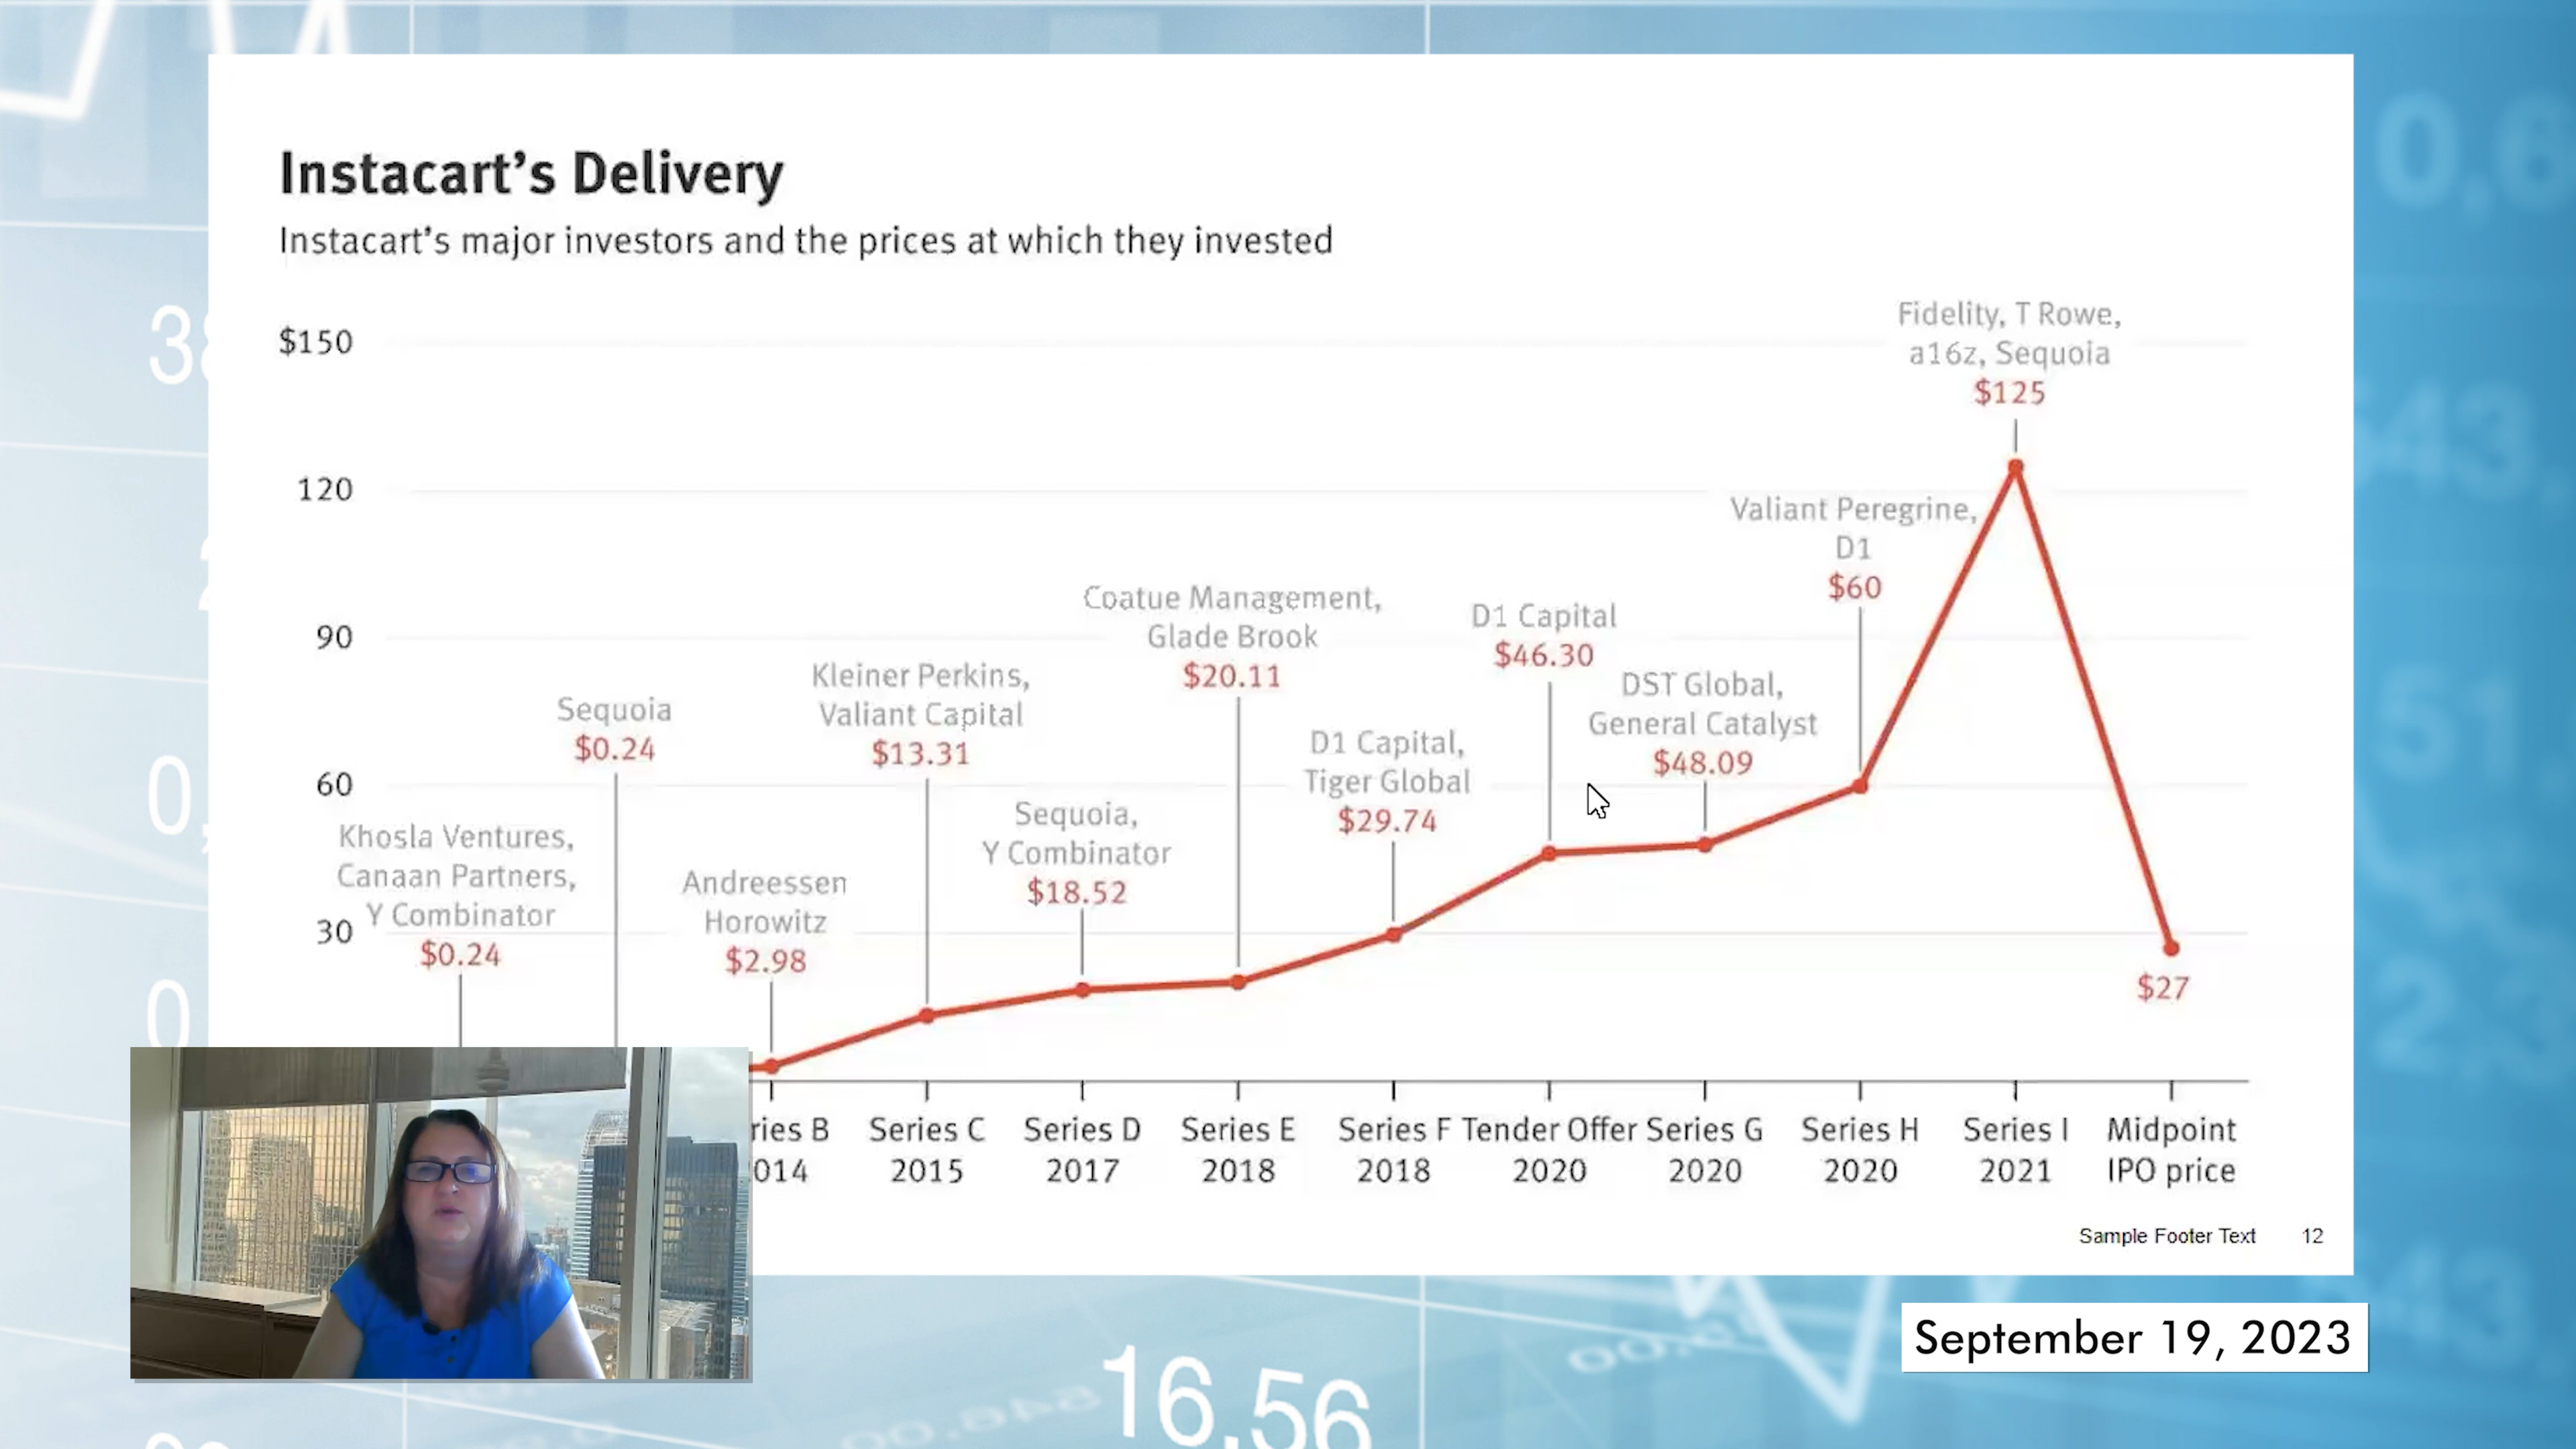 Instacart's Delivery
Instacart's major investors and the prices at which they invested
$150
120
90
60
30
Khosla Ventures,
Canaan Partners,
Y Combinator
$0.24
Sequoia
$0.24
Andreessen
Horowitz
$2.98
Kleiner Perkins,
Valiant Capital
$13.31
Sequoia,
Y Combinator
$18.52
Coatue Management,
Glade Brook
$20.11
D1 Capital,
Tiger Global
$29.74
D1 Capital
$46.30
DST Global,
General Catalyst
$48.09
Valiant Peregrine,
D1
$60
Fidelity, T Rowe,
a16z, Sequoia
$125
$27
ries B
014
Series C
2015
Series D
2017
Series E
2018
Series F
2018
Tender Offer
2020
Series G
2020
Series H
2020
Series I
2021
Midpoint
IPO price
Sample Footer Text 12
September 19, 2023
16,56